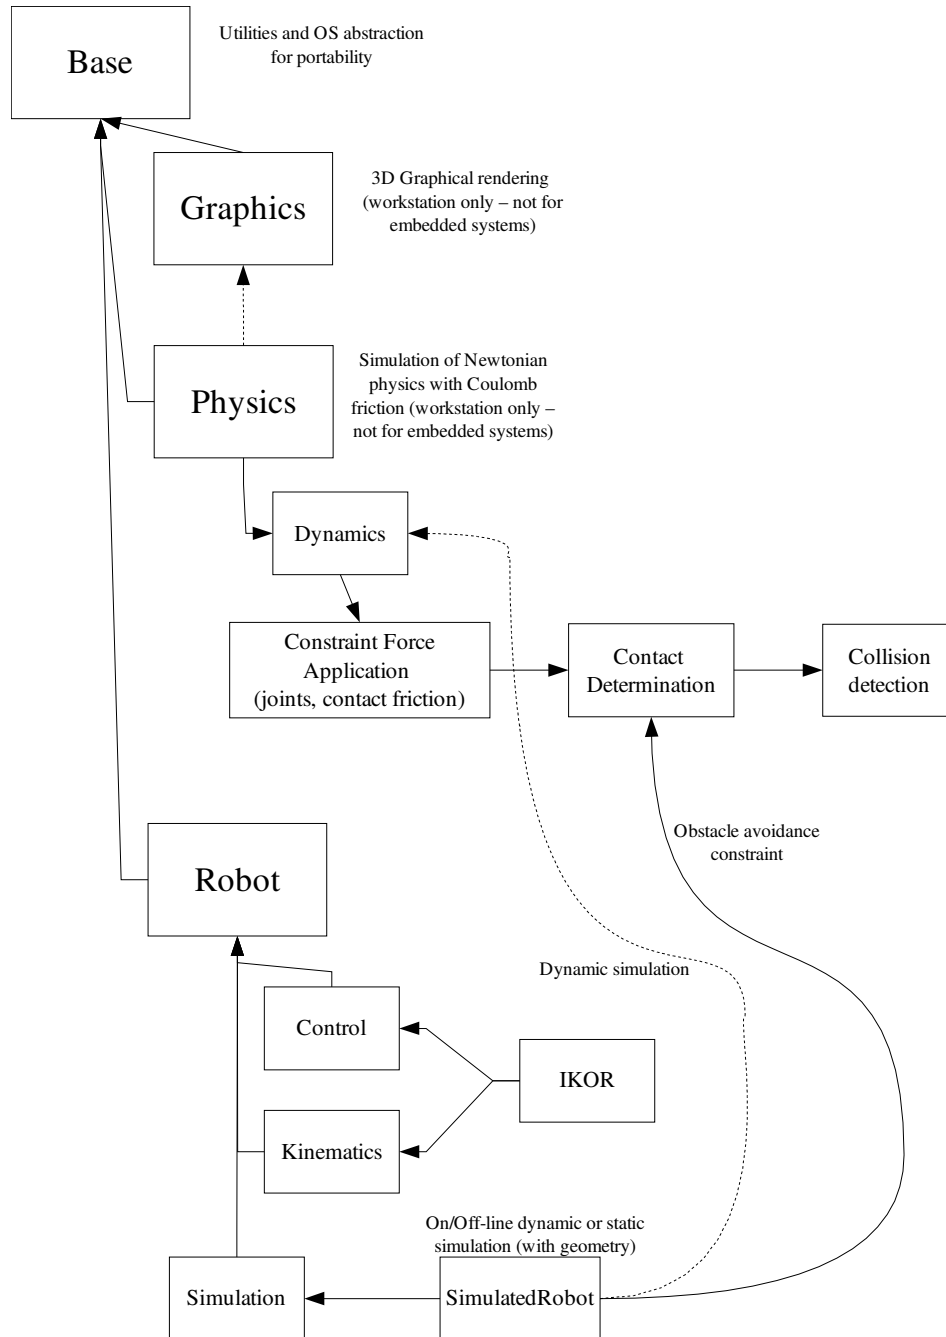 Base
Utilities and OS abstraction
for portability
Graphics
3D Graphical rendering
(workstation only – not for
embedded systems)
Physics
Simulation of Newtonian
physics with Coulomb
friction (workstation only –
not for embedded systems)
Dynamics
Constraint Force
Application
(joints, contact friction)
Contact
Determination
Collision
detection
Obstacle avoidance
constraint
Robot
Dynamic simulation
Control
IKOR
Kinematics
On/Off-line dynamic or static
simulation (with geometry)
Simulation
SimulatedRobot